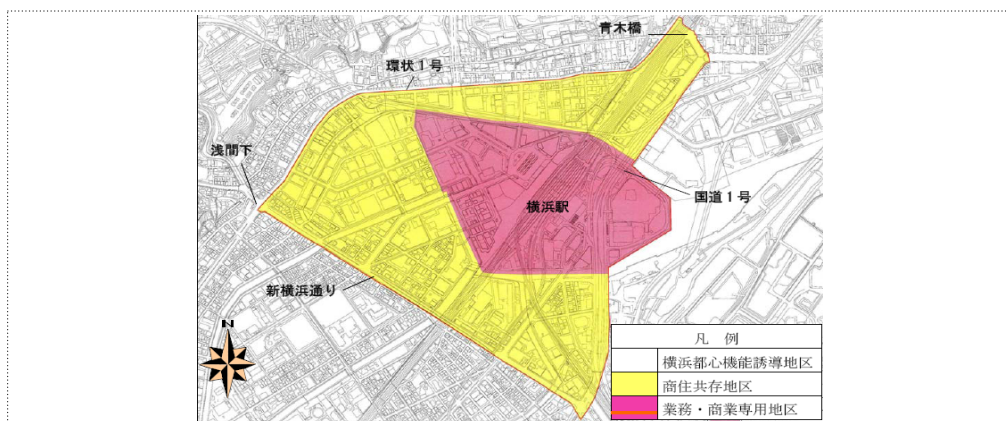 青木橋
環状1号
浅間下
国道1号
横浜駅
新横浜通り
N
凡 例
横浜都心機能誘導地区
商住共存地区
業務・商業専用地区